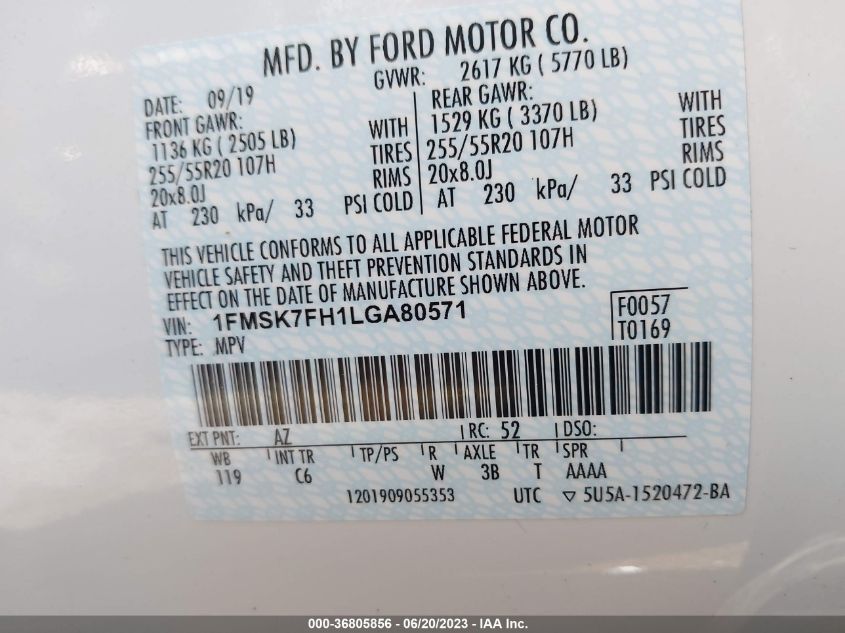 MFD. BY FORD MOTOR CO.
DATE: 09/19 GVWR: 2617 KG ( 5770 LB)
FRONT GAWR: REAR GAWR:
1136 KG ( 2505 LB) WITH 1529 KG ( 3370 LB) WITH
255/55R20 107H TIRES 255/55R20 107H TIRES
20x8.0J RIMS 20x8.0J RIMS
AT 230 kPa/ 33 PSI COLD AT 230 kPa/ 33 PSI COLD
THIS VEHICLE CONFORMS TO ALL APPLICABLE FEDERAL MOTOR
VEHICLE SAFETY AND THEFT PREVENTION STANDARDS IN
EFFECT ON THE DATE OF MANUFACTURE SHOWN ABOVE.
VIN: 1FMSK7FH1LGA80571 F0057
TYPE: MPV T0169
EXT PNT: AZ RC: 52 DSO:
WB INT TR TP/PS R AXLE TR SPR
119 C6 W 3B T AAAA
1201909055353 UTC ▽ 5U5A-1520472-BA
000-36805856 - 06/20/2023 - IAA Inc.